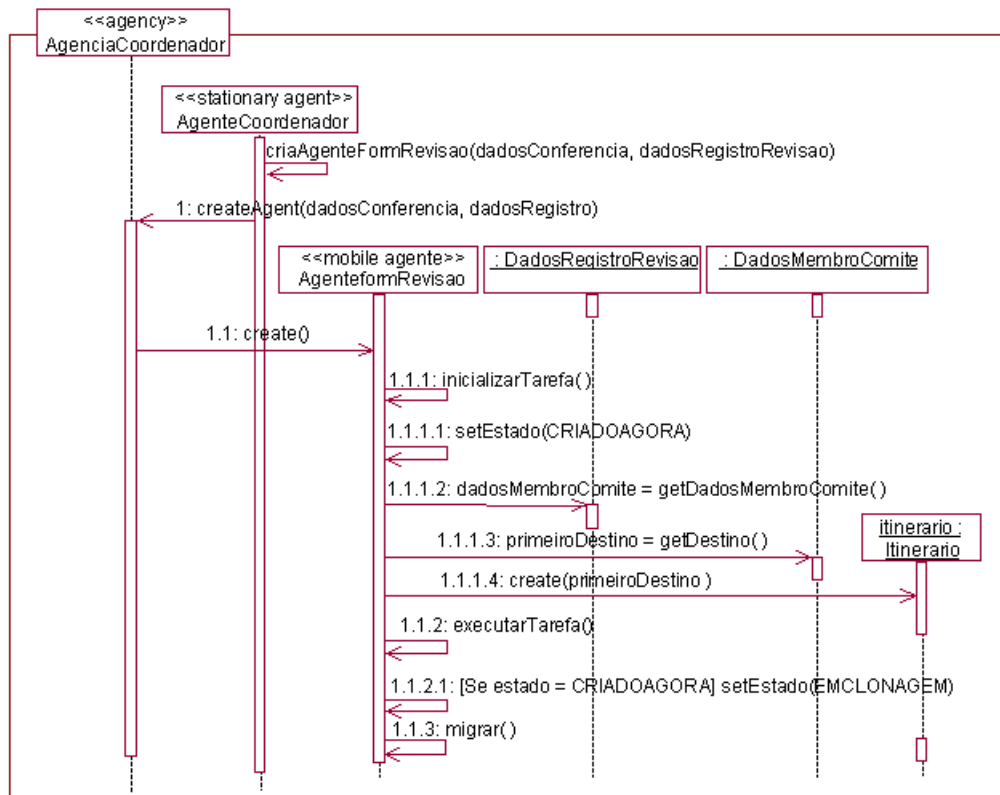 <<agency>>
AgenciaCoordenador
<<stationary agent>>
AgenteCoordenador
criaAgenteFormRevisao(dadosConferencia, dadosRegistroRevisao)
1: createAgent(dadosConferencia, dadosRegistro)
<<mobile agente>>
AgenteformRevisao
: DadosRegistroRevisao
: DadosMembroComite
1.1: create()
1.1.1: inicializarTarefa()
1.1.1.1: setEstado(CRIADOAGORA)
1.1.1.2: dadosMembroComite = getDadosMembroComite()
1.1.1.3: primeiroDestino = getDestino()
itinerario :
Itinerario
1.1.1.4: create(primeiroDestino )
1.1.2: executarTarefa()
1.1.2.1: [Se estado = CRIADOAGORA] setEstado(EMCLONAGEM)
1.1.3: migrar()